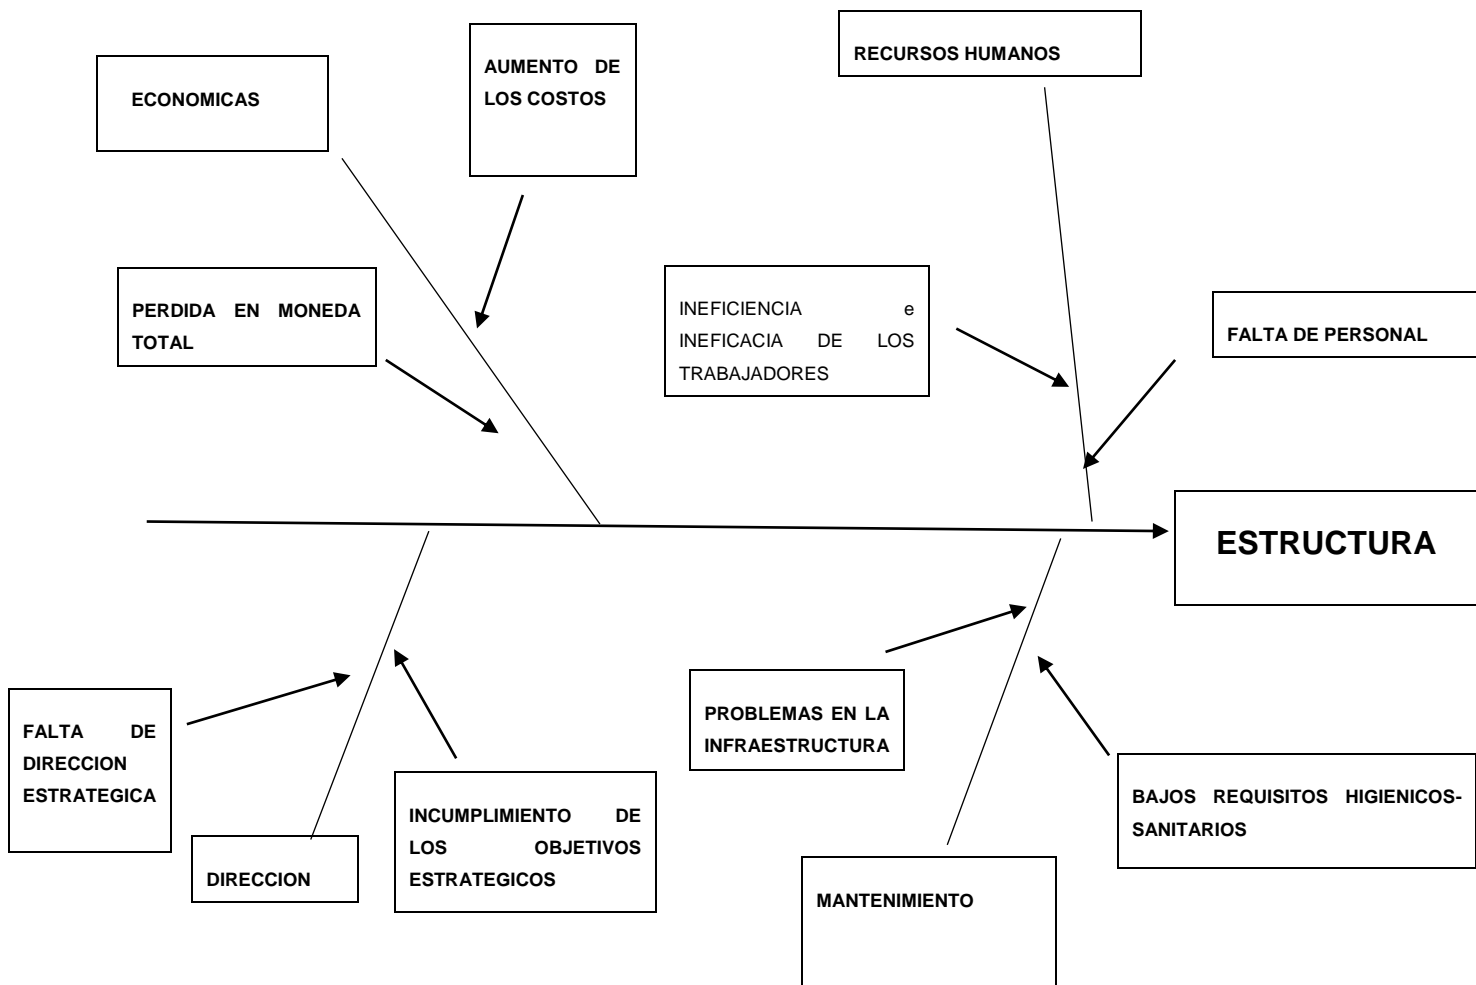 RECURSOS HUMANOS
ECONOMICAS
AUMENTO DE
LOS COSTOS
PERDIDA EN MONEDA
TOTAL
INEFICIENCIA e
INEFICACIA DE LOS
TRABAJADORES
FALTA DE PERSONAL
ESTRUCTURA
FALTA DE
DIRECCION
ESTRATEGICA
DIRECCION
INCUMPLIMIENTO DE
LOS OBJETIVOS
ESTRATEGICOS
PROBLEMAS EN LA
INFRAESTRUCTURA
BAJOS REQUISITOS HIGIENICOS-
SANITARIOS
MANTENIMIENTO